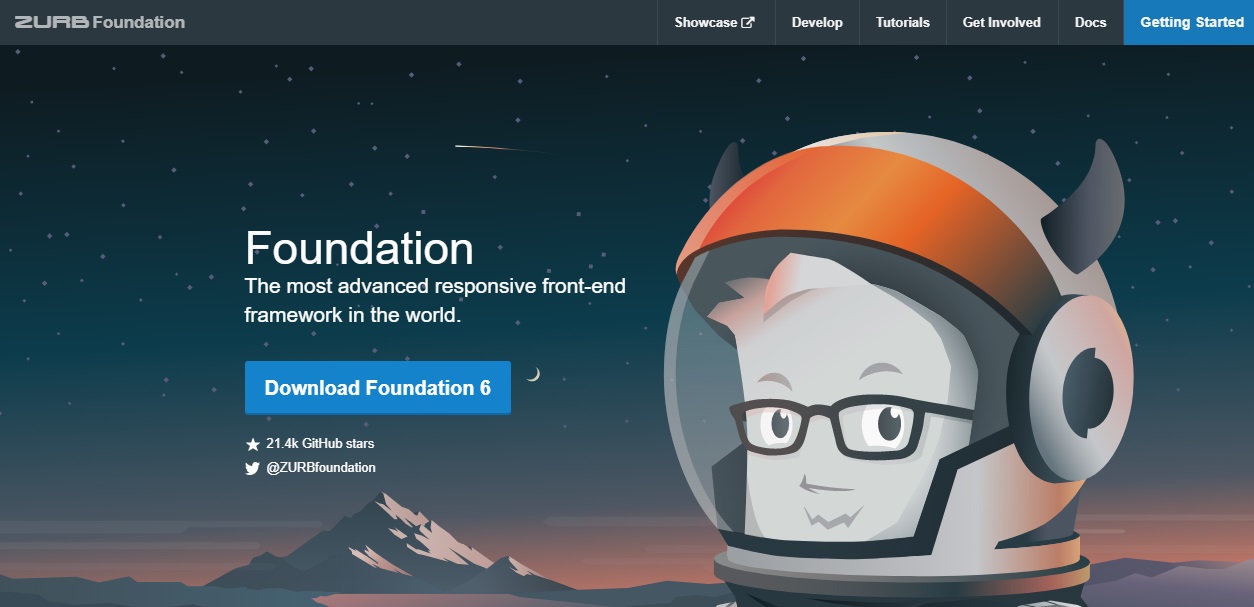 ZURB Foundation
Showcase
Develop
Tutorials
Get Involved
Docs
Getting Started
Foundation
The most advanced responsive front-end
framework in the world.
Download Foundation 6
21.4k GitHub stars
@ZURBfoundation